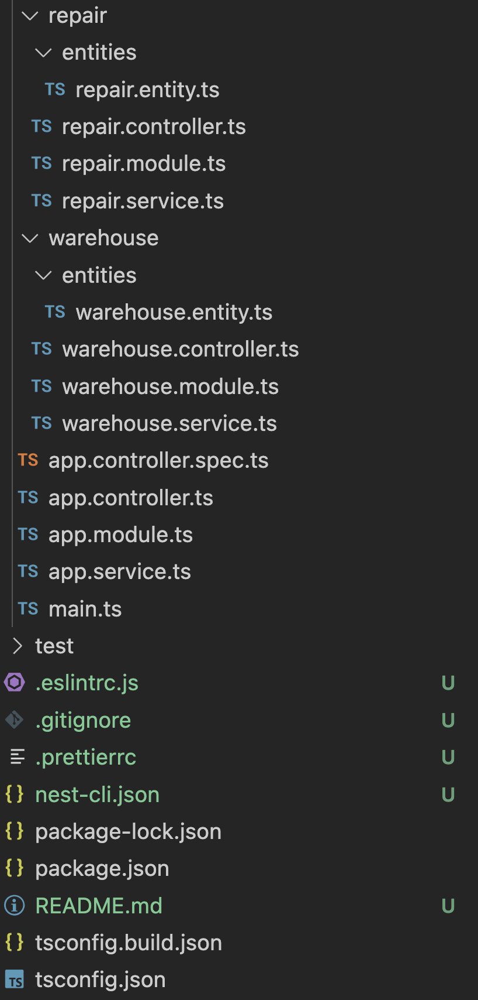 repair
entities
TS repair.entity.ts
TS repair.controller.ts
TS repair.module.ts
TS repair.service.ts
warehouse
entities
TS warehouse.entity.ts
TS warehouse.controller.ts
TS warehouse.module.ts
TS warehouse.service.ts
TS app.controller.spec.ts
TS app.controller.ts
TS app.module.ts
TS app.service.ts
TS main.ts
test
.eslintrc.js U
.gitignore U
.prettierrc U
{} nest-cli.json U
{} package-lock.json
{} package.json
README.md U
{} tsconfig.build.json
TS tsconfig.json